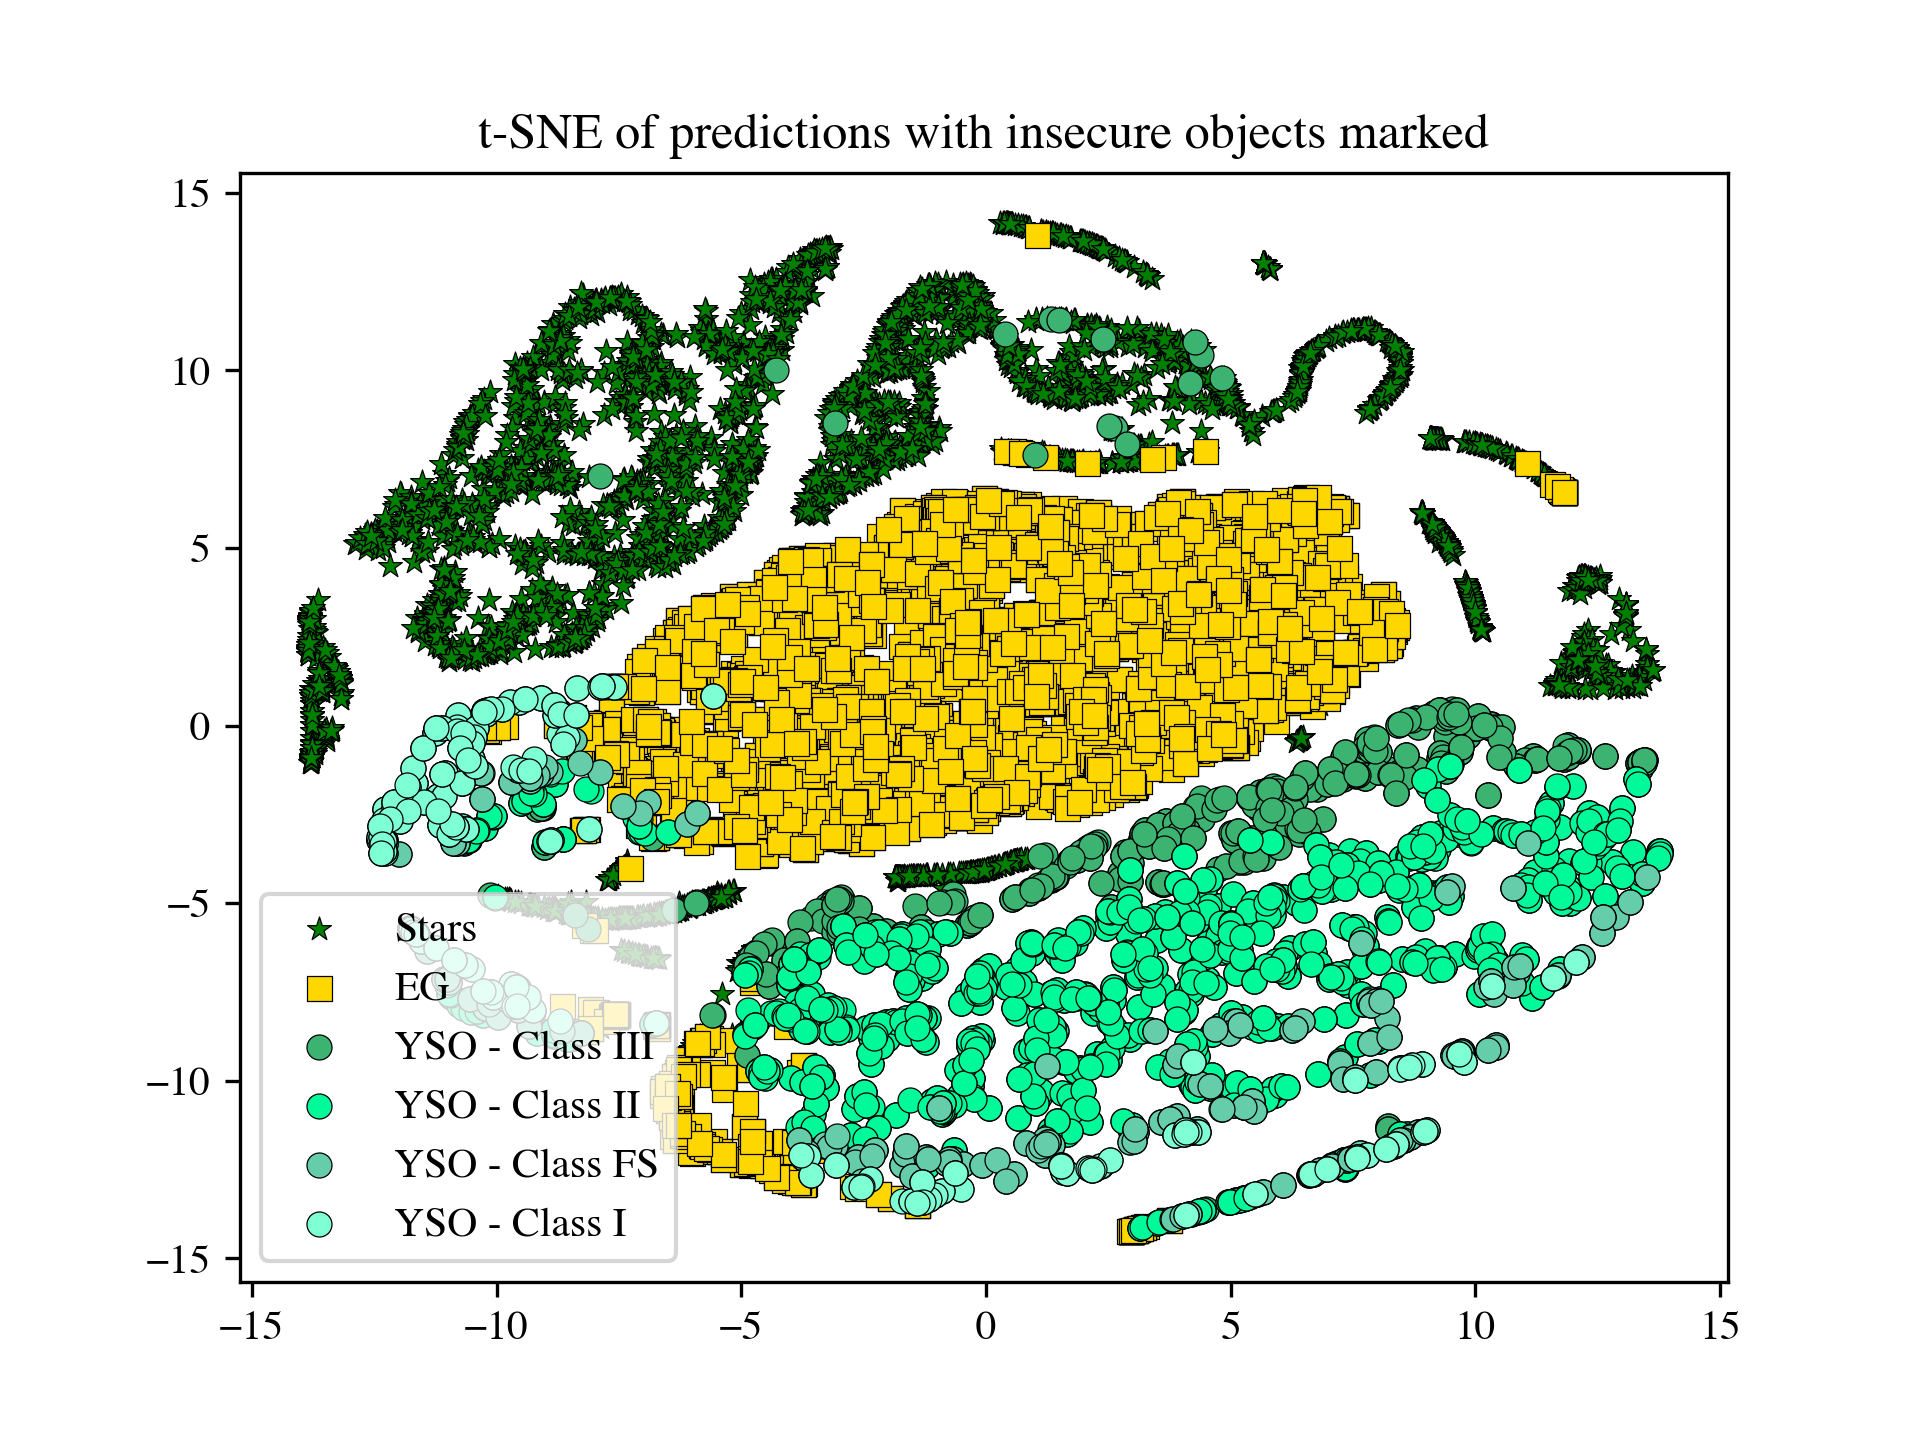 t-SNE of predictions with insecure objects marked
15
10
5
0
−5
−10
−15
Stars
EG
YSO - Class III
YSO - Class II
YSO - Class FS
YSO - Class I
−15 −10 −5 0 5 10 15